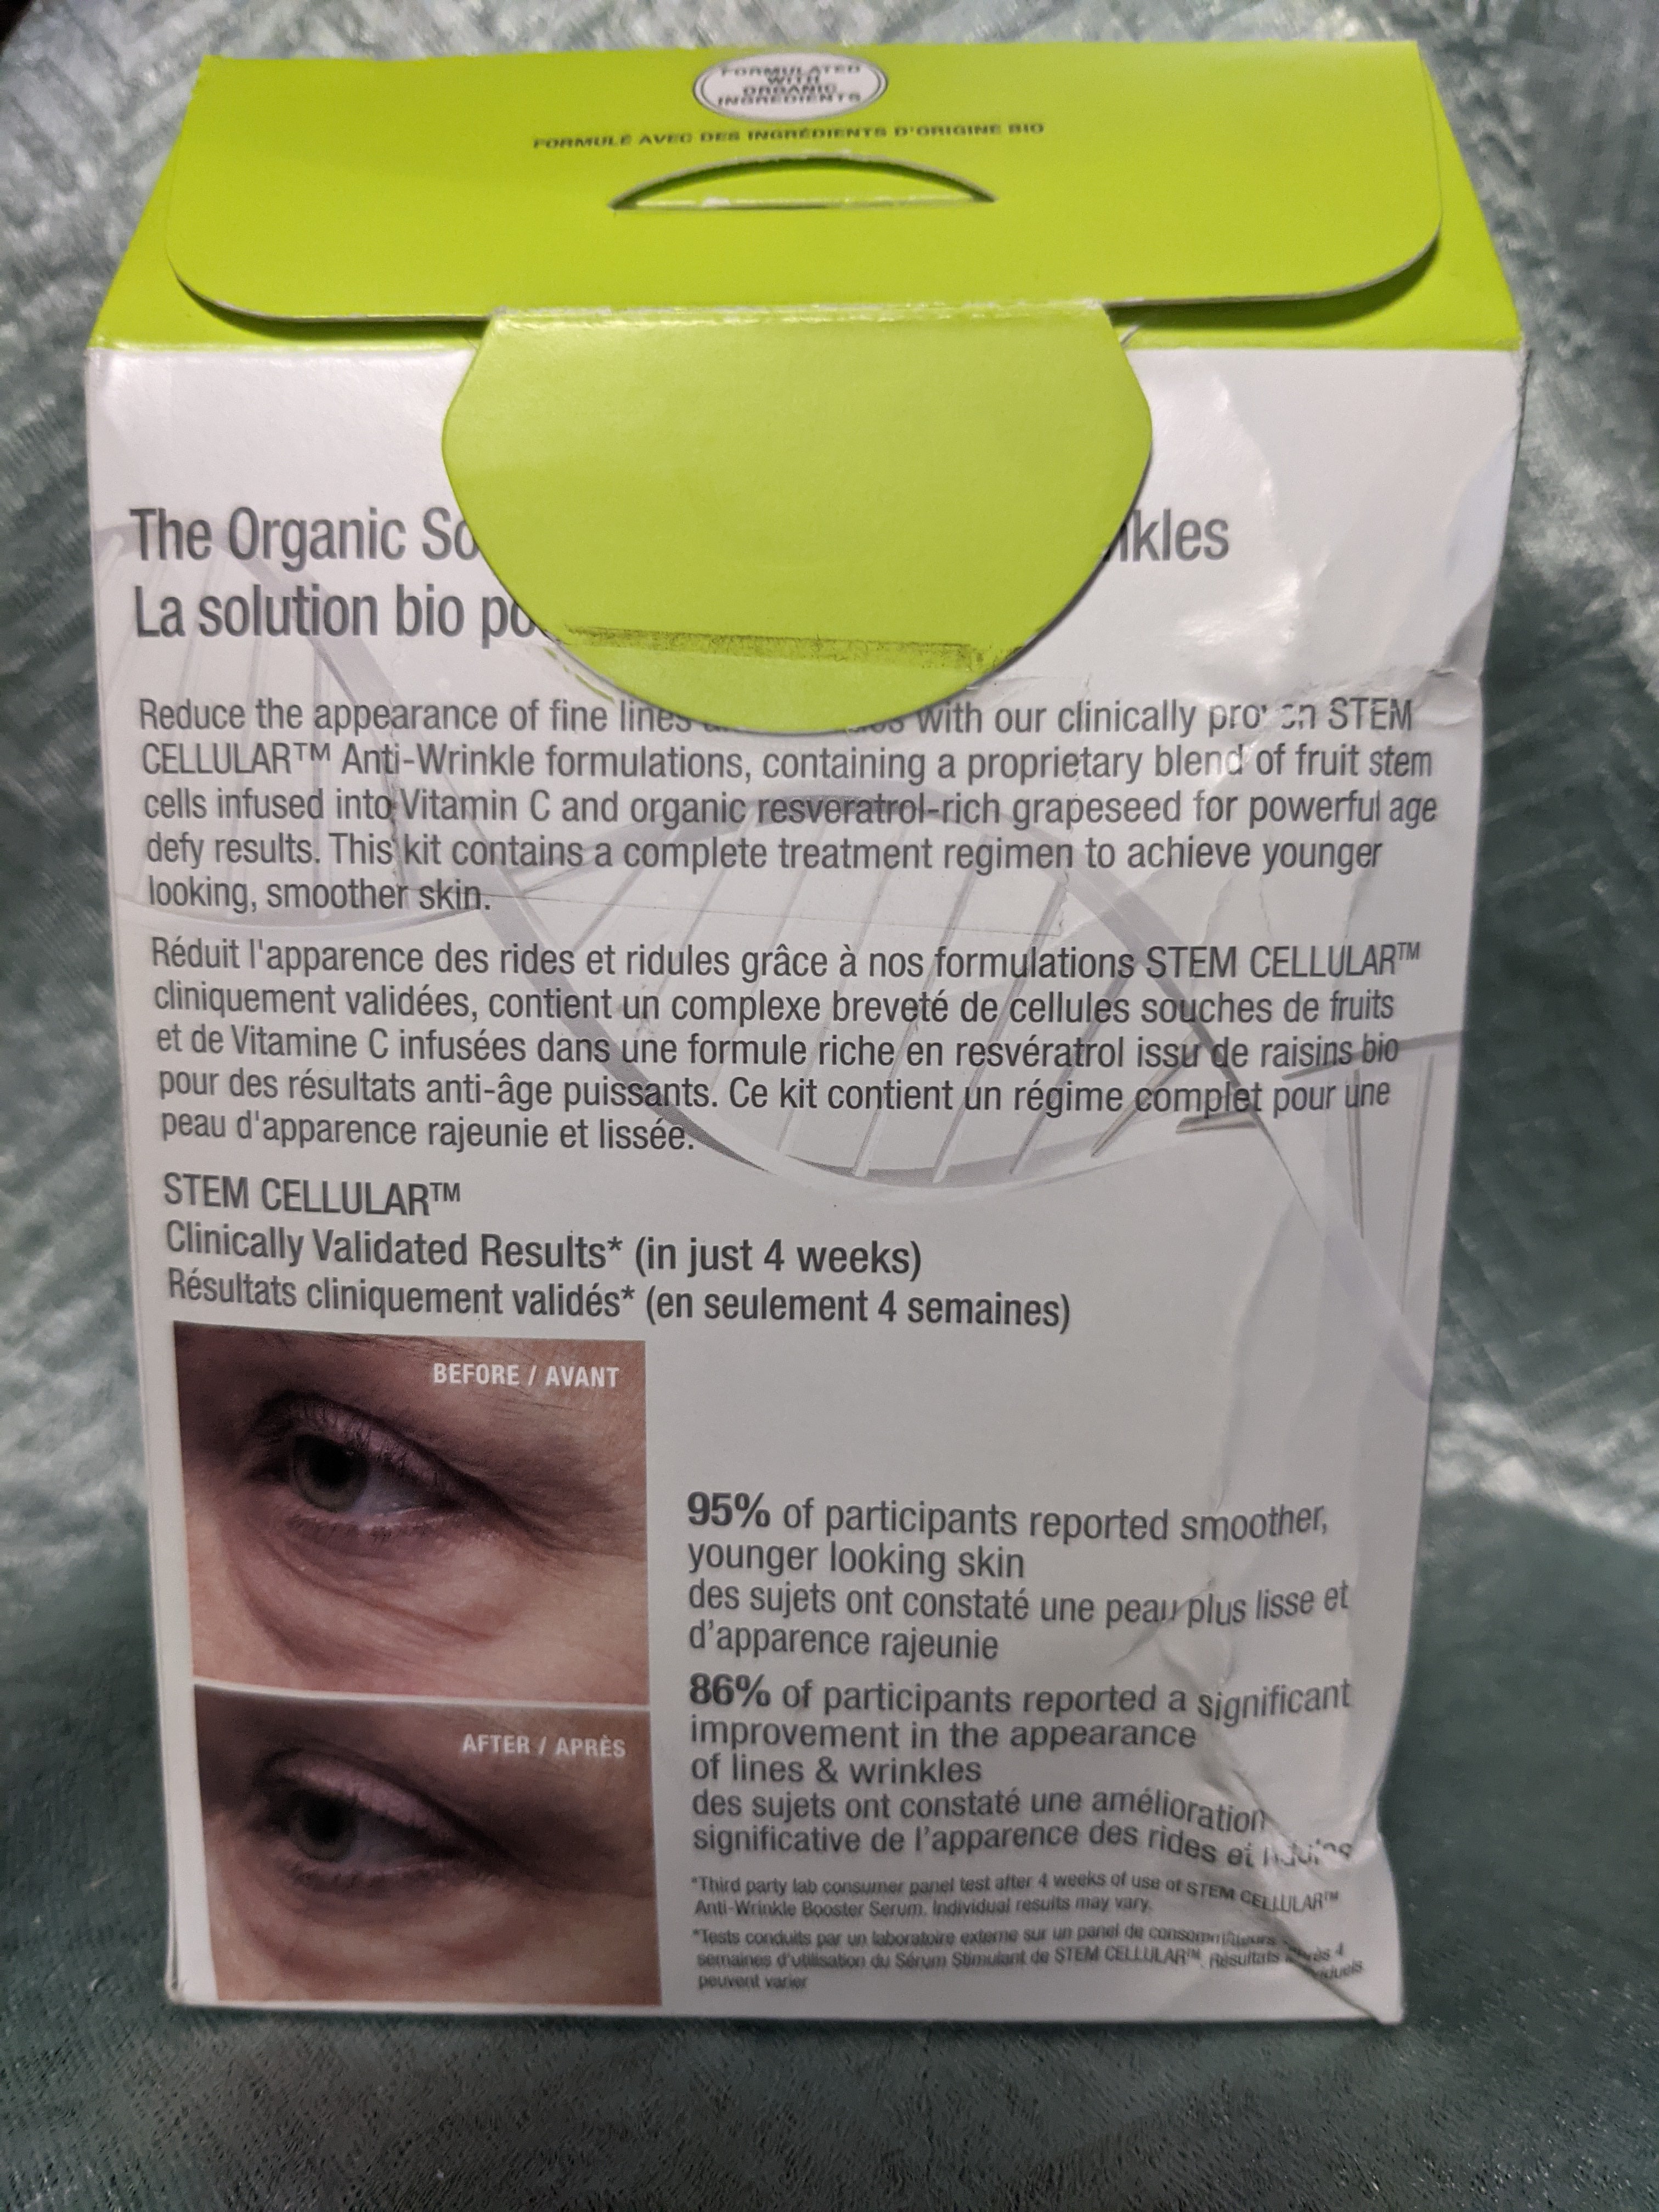 FORMULATED
WITH
ORGANIC
INGREDIENTS
FORMULÉ AVEC DES INGRÉDIENTS D'ORIGINE BIO
The Organic
La solution bio
Reduce the appearance of fine lines with our clinically proven STEM
CELLULAR™ Anti-Wrinkle formulations, containing a proprietary blend of fruit stem
cells infused into Vitamin C and organic resveratrol-rich grapeseed for powerful age
defy results. This kit contains a complete treatment regimen to achieve younger
looking, smoother skin.
Réduit l'apparence des rides et ridules grâce à nos formulations STEM CELLULAR™
cliniquement validées, contient un complexe breveté de cellules souches de fruits
et de Vitamine C infusées dans une formule riche en resvératrol issu de raisins bio
pour des résultats anti-âge puissants. Ce kit contient un régime complet pour une
peau d'apparence rajeunie et lissée.
STEM CELLULAR™
Clinically Validated Results* (in just 4 weeks)
Résultats cliniquement validés* (en seulement 4 semaines)
BEFORE / AVANT
95% of participants reported smoother,
younger looking skin
des sujets ont constaté une peau plus lisse et
d'apparence rajeunie
86% of participants reported a significant
improvement in the appearance
of lines & wrinkles
des sujets ont constaté une amélioration
significative de l'apparence des rides et ridules
AFTER / APRÈS
*Third party lab consumer panel test after 4 weeks of use of STEM CELLULAR™
Anti-Wrinkle Booster Serum. Individual results may vary.
*Tests conduits par un laboratoire externe sur un panel de consommateurs après 4
semaines d'utilisation du Sérum Stimulant de STEM CELLULAR™. Résultats
peuvent varier